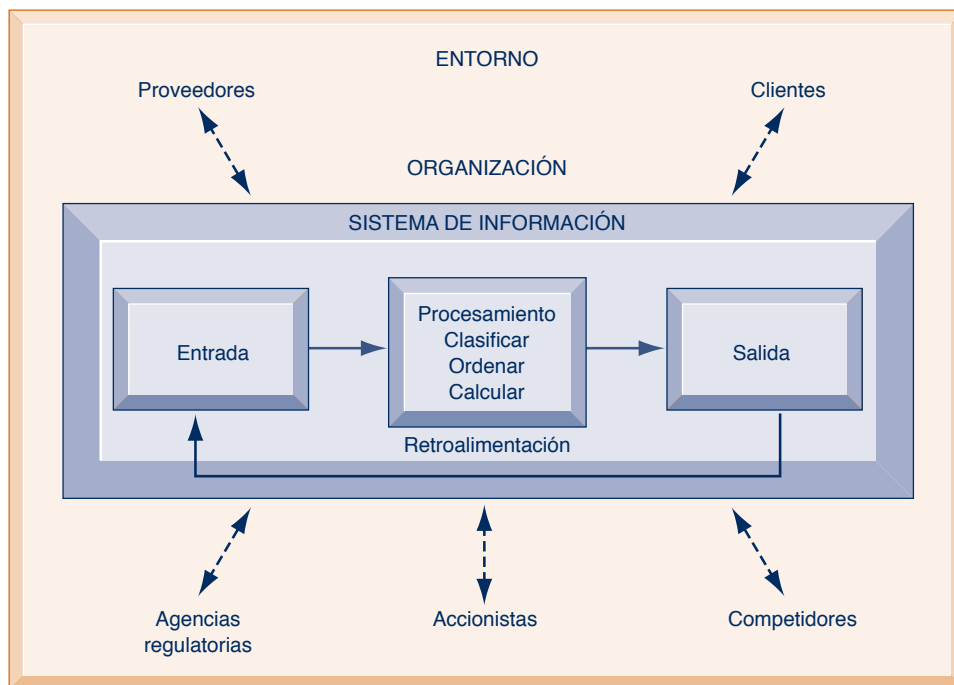 ENTORNO
Proveedores
Clientes
ORGANIZACIÓN
SISTEMA DE INFORMACIÓN
Entrada
Procesamiento
Clasificar
Ordenar
Calcular
Salida
Retroalimentación
Agencias
regulatorias
Accionistas
Competidores